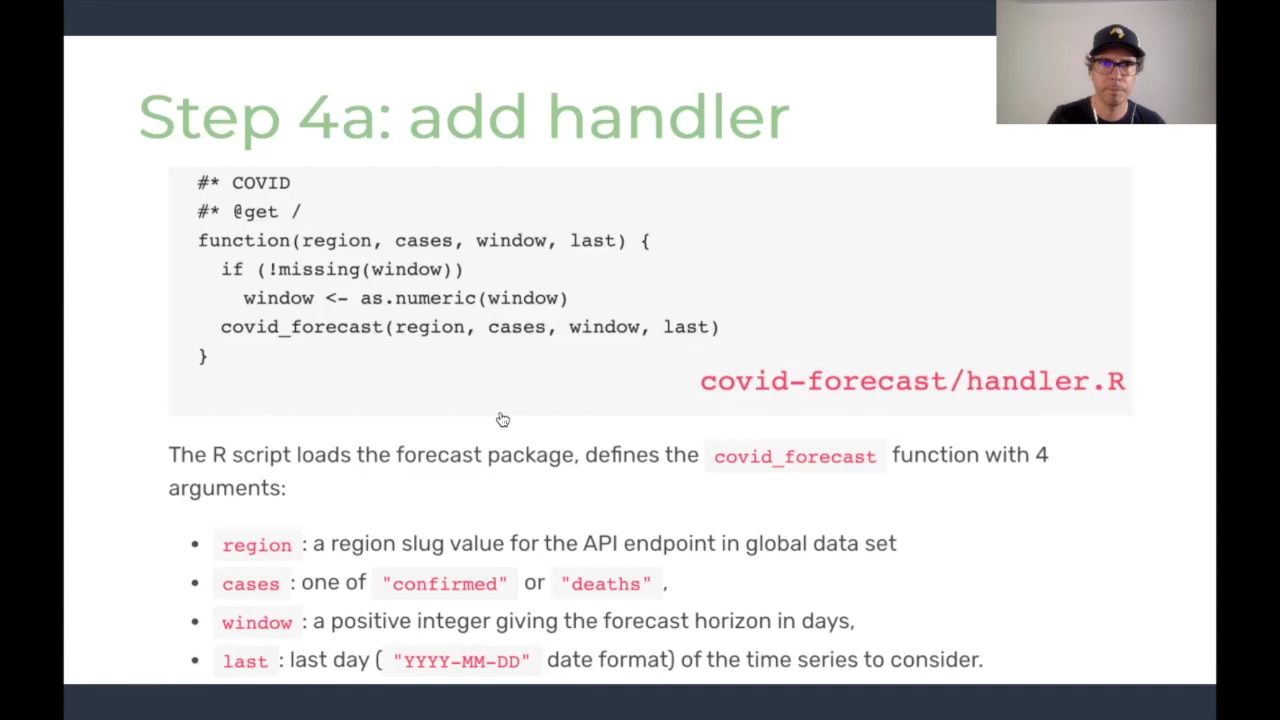 Step 4a: add handler
#* COVID
#* @get /
function(region, cases, window, last) {
if (!missing(window))
window <- as.numeric(window)
covid_forecast(region, cases, window, last)
}
covid-forecast/handler.R
The R script loads the forecast package, defines the covid_forecast function with 4
arguments:
• region : a region slug value for the API endpoint in global data set
• cases : one of "confirmed" or "deaths" ,
• window : a positive integer giving the forecast horizon in days,
• last : last day ( "YYYY-MM-DD" date format) of the time series to consider.